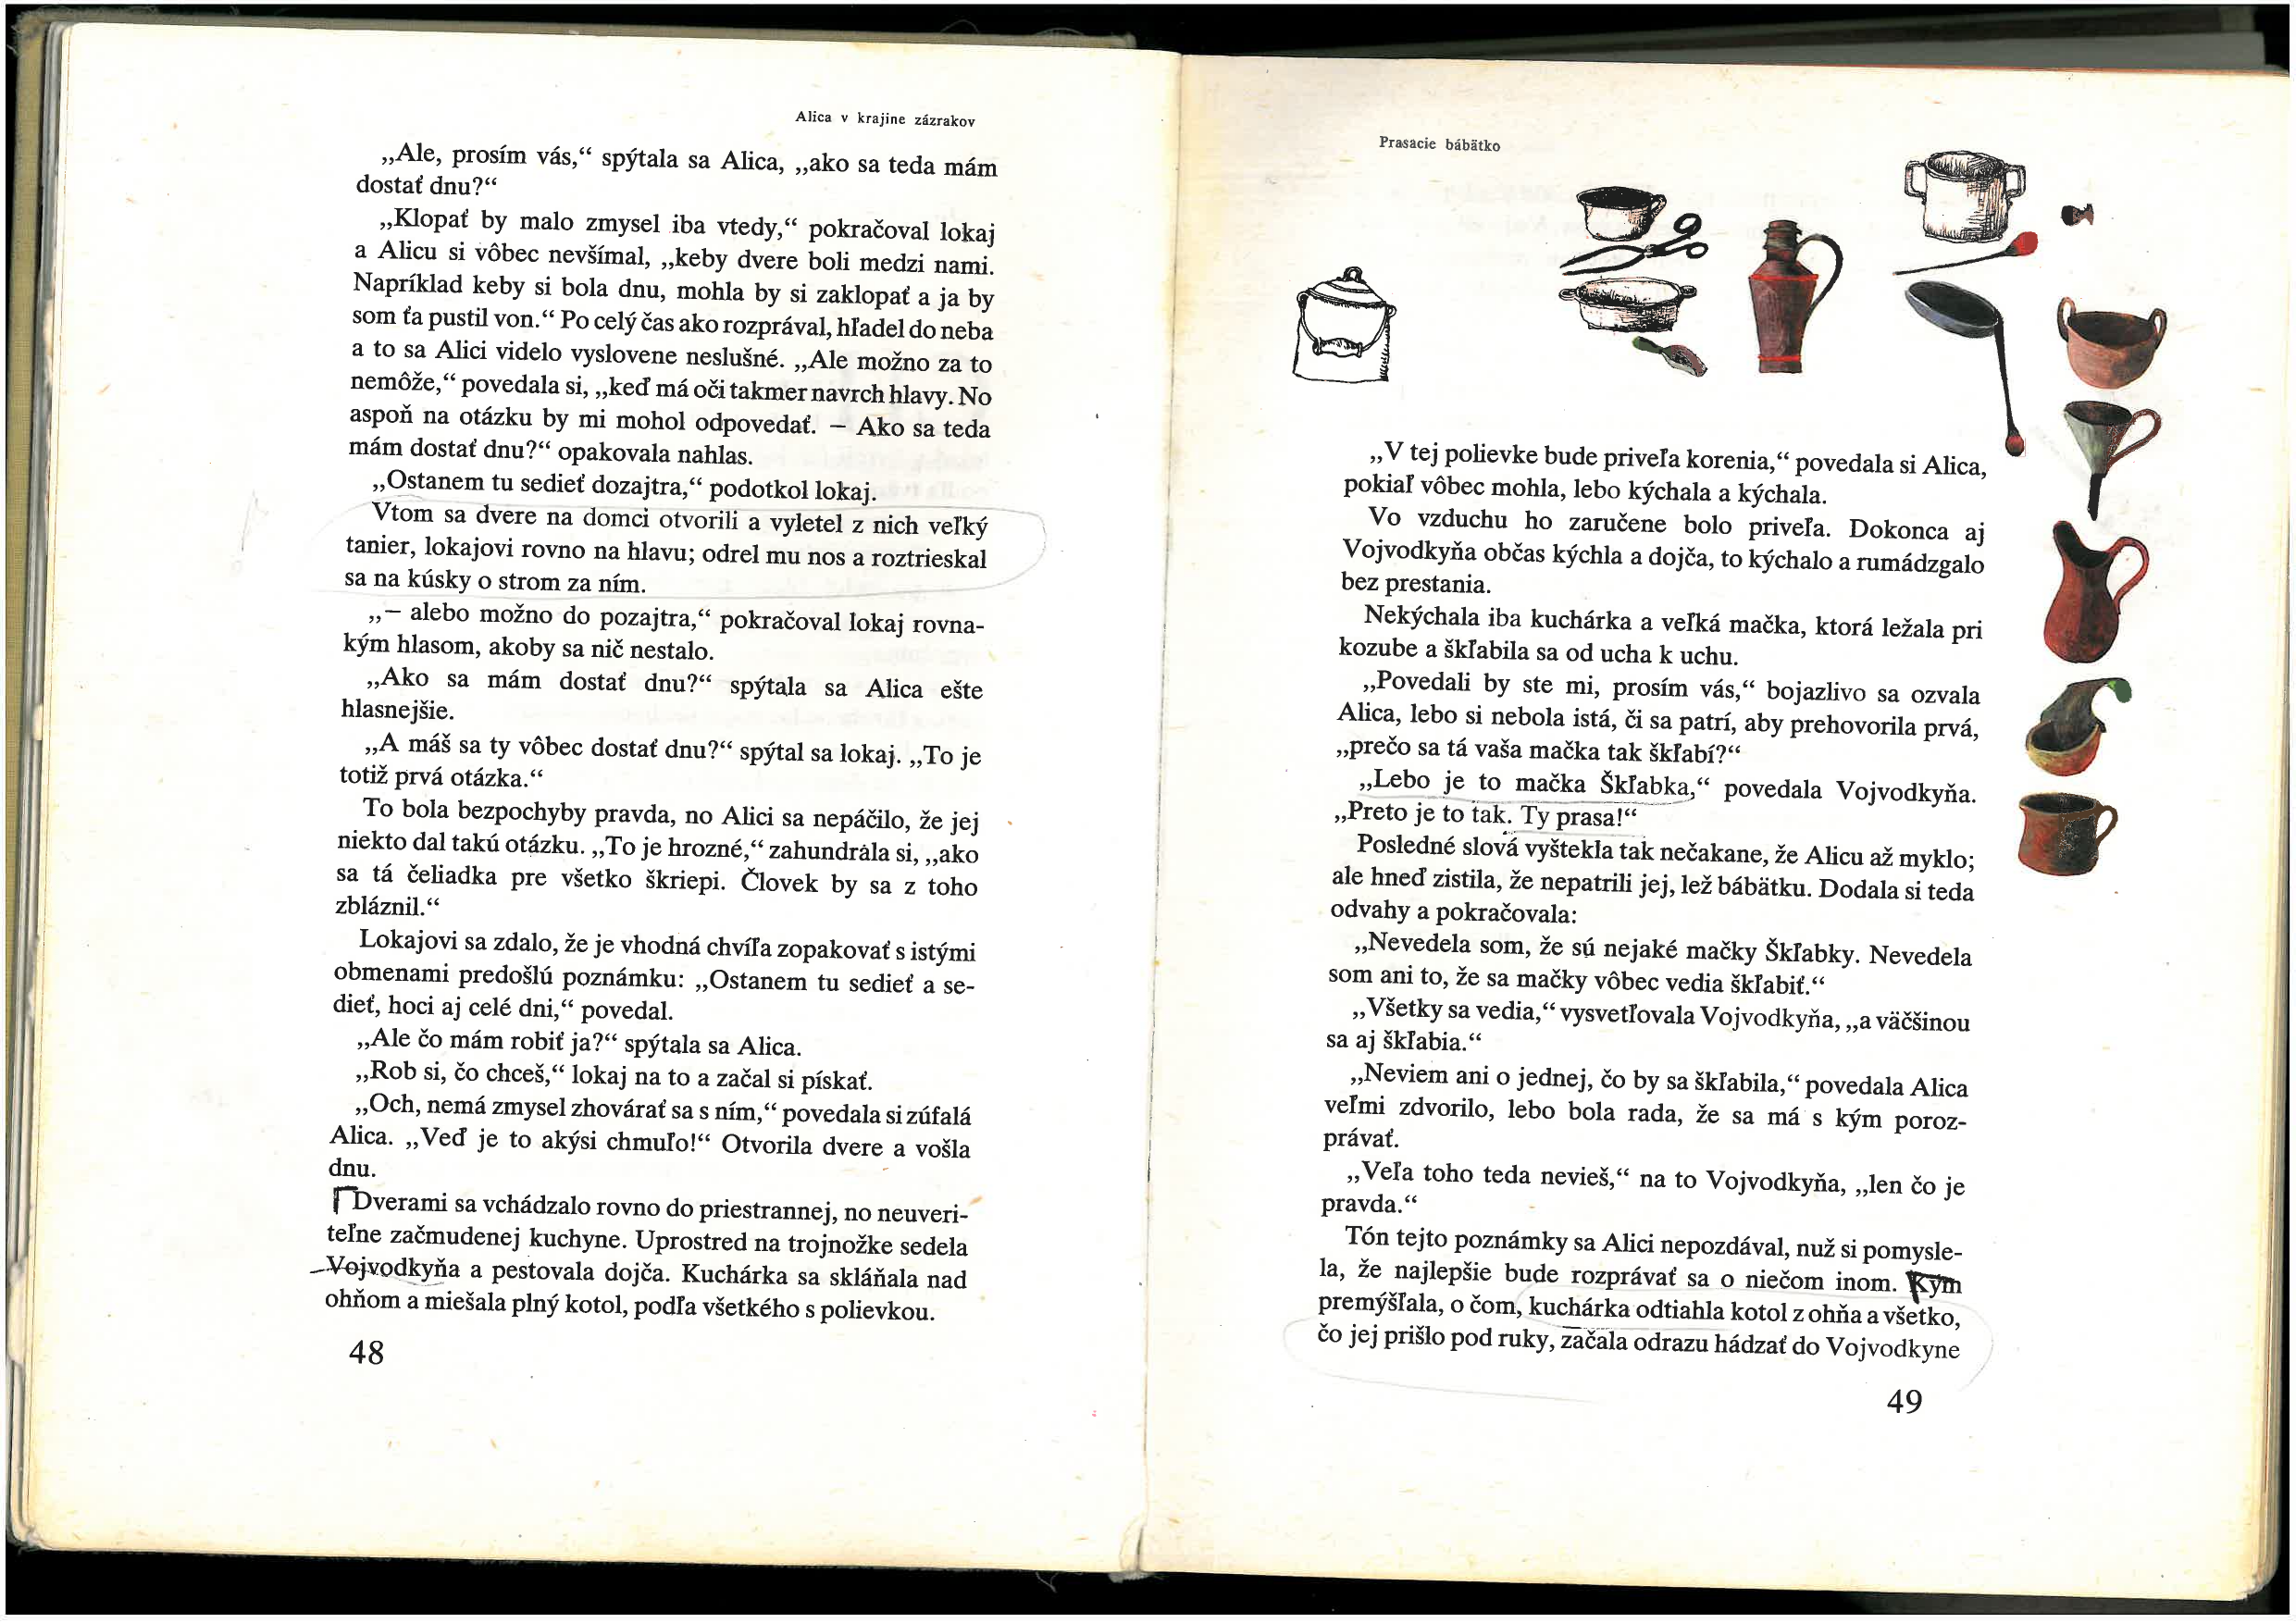 Alica v krajine zázrakov
„Ale, prosím vás,“ spýtala sa Alica, „ako sa teda mám
dostať dnu?“
„Klopať by malo zmysel iba vtedy,“ pokračoval lokaj
a Alicu si vôbec nevšímal, „keby dvere boli medzi nami.
Napríklad keby si bola dnu, mohla by si zaklopať a ja by
som ťa pustil von.“ Po celý čas ako rozprával, hľadel do neba
a to sa Alici videlo vyslovene neslušné. „Ale možno za to
nemôže,“ povedala si, „keď má oči takmer navrch hlavy. No
aspoň na otázku by mi mohol odpovedať. – Ako sa teda
mám dostať dnu?“ opakovala nahlas.
„Ostanem tu sedieť dozajtra,“ podotkol lokaj.
Vtom sa dvere na domci otvorili a vyletel z nich veľký
tanier, lokajovi rovno na hlavu; odrel mu nos a roztrieskal
sa na kúsky o strom za ním.
„– alebo možno do pozajtra,“ pokračoval lokaj rovna-
kým hlasom, akoby sa nič nestalo.
„Ako sa mám dostať dnu?“ spýtala sa Alica ešte
hlasnejšie.
„A máš sa ty vôbec dostať dnu?“ spýtal sa lokaj. „To je
totiž prvá otázka.“
To bola bezpochyby pravda, no Alici sa nepáčilo, že jej
niekto dal takú otázku. „To je hrozné,“ zahundrala si, „ako
sa tá čeliadka pre všetko škriepi. Človek by sa z toho
zbláznil.“
Lokajovi sa zdalo, že je vhodná chvíľa zopakovať s istými
obmenami predošlú poznámku: „Ostanem tu sedieť a se-
dieť, hoci aj celé dni,“ povedal.
„Ale čo mám robiť ja?“ spýtala sa Alica.
„Rob si, čo chceš,“ lokaj na to a začal si pískať.
„Och, nemá zmysel zhovárať sa s ním,“ povedala si zúfalá
Alica. „Veď je to akýsi chmuľo!“ Otvorila dvere a vošla
dnu.
Dverami sa vchádzalo rovno do priestrannej, no neuveri-
teľne začmudenej kuchyne. Uprostred na trojnožke sedela
Vojvodkyňa a pestovala dojča. Kuchárka sa skláňala nad
ohňom a miešala plný kotol, podľa všetkého s polievkou.
48
Prasacie bábätko
„V tej polievke bude priveľa korenia,“ povedala si Alica,
pokiaľ vôbec mohla, lebo kýchala a kýchala.
Vo vzduchu ho zaručene bolo priveľa. Dokonca aj
Vojvodkyňa občas kýchla a dojča, to kýchalo a rumádzgalo
bez prestania.
Nekýchala iba kuchárka a veľká mačka, ktorá ležala pri
kozube a škľabila sa od ucha k uchu.
„Povedali by ste mi, prosím vás,“ bojazlivo sa ozvala
Alica, lebo si nebola istá, či sa patrí, aby prehovorila prvá,
„prečo sa tá vaša mačka tak škľabí?“
„Lebo je to mačka Škľabka,“ povedala Vojvodkyňa.
„Preto je to tak. Ty prasa!“
Posledné slová vyštekla tak nečakane, že Alicu až myklo;
ale hneď zistila, že nepatrili jej, lež bábätku. Dodala si teda
odvahy a pokračovala:
„Nevedela som, že sú nejaké mačky Škľabky. Nevedela
som ani to, že sa mačky vôbec vedia škľabiť.“
„Všetky sa vedia,“ vysvetľovala Vojvodkyňa, „a väčšinou
sa aj škľabia.“
„Neviem ani o jednej, čo by sa škľabila,“ povedala Alica
veľmi zdvorilo, lebo bola rada, že sa má s kým poroz-
právať.
„Veľa toho teda nevieš,“ na to Vojvodkyňa, „len čo je
pravda.“
Tón tejto poznámky sa Alici nepozdával, nuž si pomysle-
la, že najlepšie bude rozprávať sa o niečom inom. Kým
premýšľala, o čom, kuchárka odtiahla kotol z ohňa a všetko,
čo jej prišlo pod ruky, začala odrazu hádzať do Vojvodkyne
49